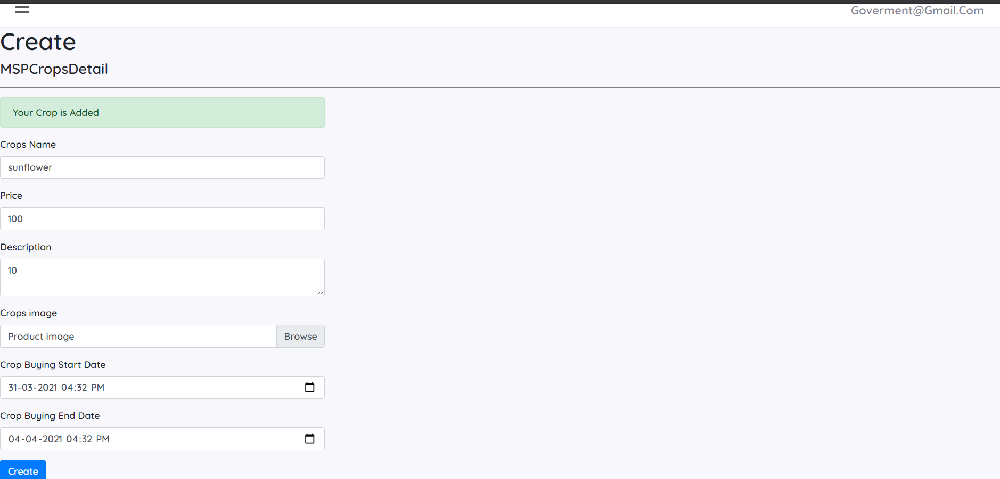 Goverment@Gmail.Com
Create
MSPCropsDetail
Your Crop is Added
Crops Name
sunflower
Price
100
Description
10
Crops image
Product image Browse
Crop Buying Start Date
31-03-2021 04:32 PM
Crop Buying End Date
04-04-2021 04:32 PM
Create